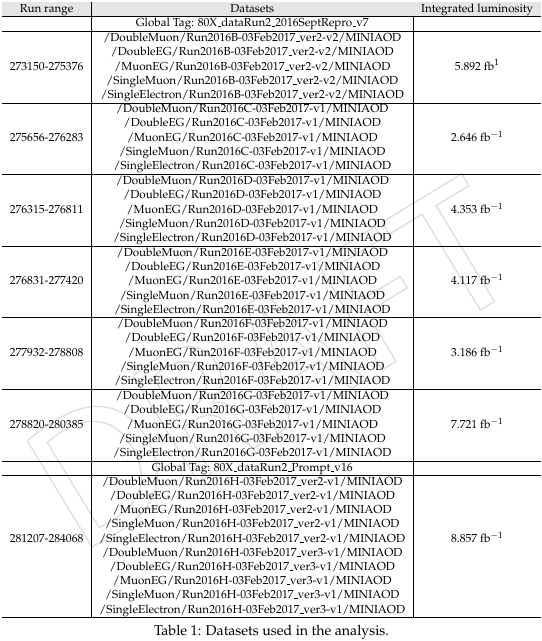 Run range Datasets Integrated luminosity
Global Tag: 80X_dataRun2_2016SeptRepro_v7
/DoubleMuon/Run2016B-03Feb2017_ver2-v2/MINIAOD
/DoubleEG/Run2016B-03Feb2017_ver2-v2/MINIAOD
273150-275376 /MuonEG/Run2016B-03Feb2017_ver2-v2/MINIAOD 5.892 fb¹
/SingleMuon/Run2016B-03Feb2017_ver2-v2/MINIAOD
/SingleElectron/Run2016B-03Feb2017_ver2-v2/MINIAOD
/DoubleMuon/Run2016C-03Feb2017-v1/MINIAOD
/DoubleEG/Run2016C-03Feb2017-v1/MINIAOD
275656-276283 /MuonEG/Run2016C-03Feb2017-v1/MINIAOD 2.646 fb⁻¹
/SingleMuon/Run2016C-03Feb2017-v1/MINIAOD
/SingleElectron/Run2016C-03Feb2017-v1/MINIAOD
/DoubleMuon/Run2016D-03Feb2017-v1/MINIAOD
/DoubleEG/Run2016D-03Feb2017-v1/MINIAOD
276315-276811 /MuonEG/Run2016D-03Feb2017-v1/MINIAOD 4.353 fb⁻¹
/SingleMuon/Run2016D-03Feb2017-v1/MINIAOD
/SingleElectron/Run2016D-03Feb2017-v1/MINIAOD
/DoubleMuon/Run2016E-03Feb2017-v1/MINIAOD
/DoubleEG/Run2016E-03Feb2017-v1/MINIAOD
276831-277420 /MuonEG/Run2016E-03Feb2017-v1/MINIAOD 4.117 fb⁻¹
/SingleMuon/Run2016E-03Feb2017-v1/MINIAOD
/SingleElectron/Run2016E-03Feb2017-v1/MINIAOD
/DoubleMuon/Run2016F-03Feb2017-v1/MINIAOD
/DoubleEG/Run2016F-03Feb2017-v1/MINIAOD
277932-278808 /MuonEG/Run2016F-03Feb2017-v1/MINIAOD 3.186 fb⁻¹
/SingleMuon/Run2016F-03Feb2017-v1/MINIAOD
/SingleElectron/Run2016F-03Feb2017-v1/MINIAOD
/DoubleMuon/Run2016G-03Feb2017-v1/MINIAOD
/DoubleEG/Run2016G-03Feb2017-v1/MINIAOD
278820-280385 /MuonEG/Run2016G-03Feb2017-v1/MINIAOD 7.721 fb⁻¹
/SingleMuon/Run2016G-03Feb2017-v1/MINIAOD
/SingleElectron/Run2016G-03Feb2017-v1/MINIAOD
Global Tag: 80X_dataRun2_Prompt_v16
/DoubleMuon/Run2016H-03Feb2017_ver2-v1/MINIAOD
/DoubleEG/Run2016H-03Feb2017_ver2-v1/MINIAOD
/MuonEG/Run2016H-03Feb2017_ver2-v1/MINIAOD
/SingleMuon/Run2016H-03Feb2017_ver2-v1/MINIAOD
281207-284068 /SingleElectron/Run2016H-03Feb2017_ver2-v1/MINIAOD 8.857 fb⁻¹
/DoubleMuon/Run2016H-03Feb2017_ver3-v1/MINIAOD
/DoubleEG/Run2016H-03Feb2017_ver3-v1/MINIAOD
/MuonEG/Run2016H-03Feb2017_ver3-v1/MINIAOD
/SingleMuon/Run2016H-03Feb2017_ver3-v1/MINIAOD
/SingleElectron/Run2016H-03Feb2017_ver3-v1/MINIAOD
Table 1: Datasets used in the analysis.
DRAFT